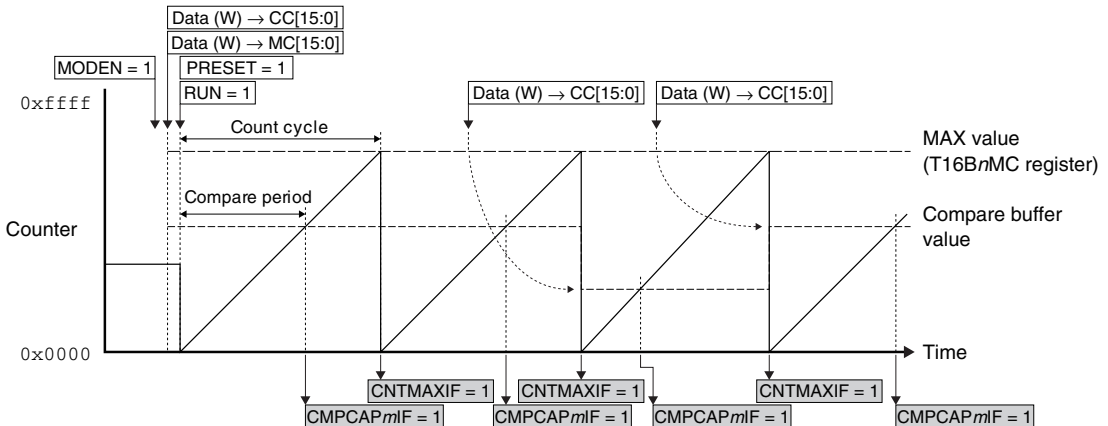 Data (W) → CC[15:0]
Data (W) → MC[15:0]
MODEN = 1
PRESET = 1
RUN = 1
Data (W) → CC[15:0]
Data (W) → CC[15:0]
0xffff
Count cycle
MAX value
(T16BnMC register)
Compare period
Compare buffer
value
Counter
0x0000
Time
CNTMAXIF = 1
CNTMAXIF = 1
CNTMAXIF = 1
CMPCAPmIF = 1
CMPCAPmIF = 1
CMPCAPmIF = 1
CMPCAPmIF = 1